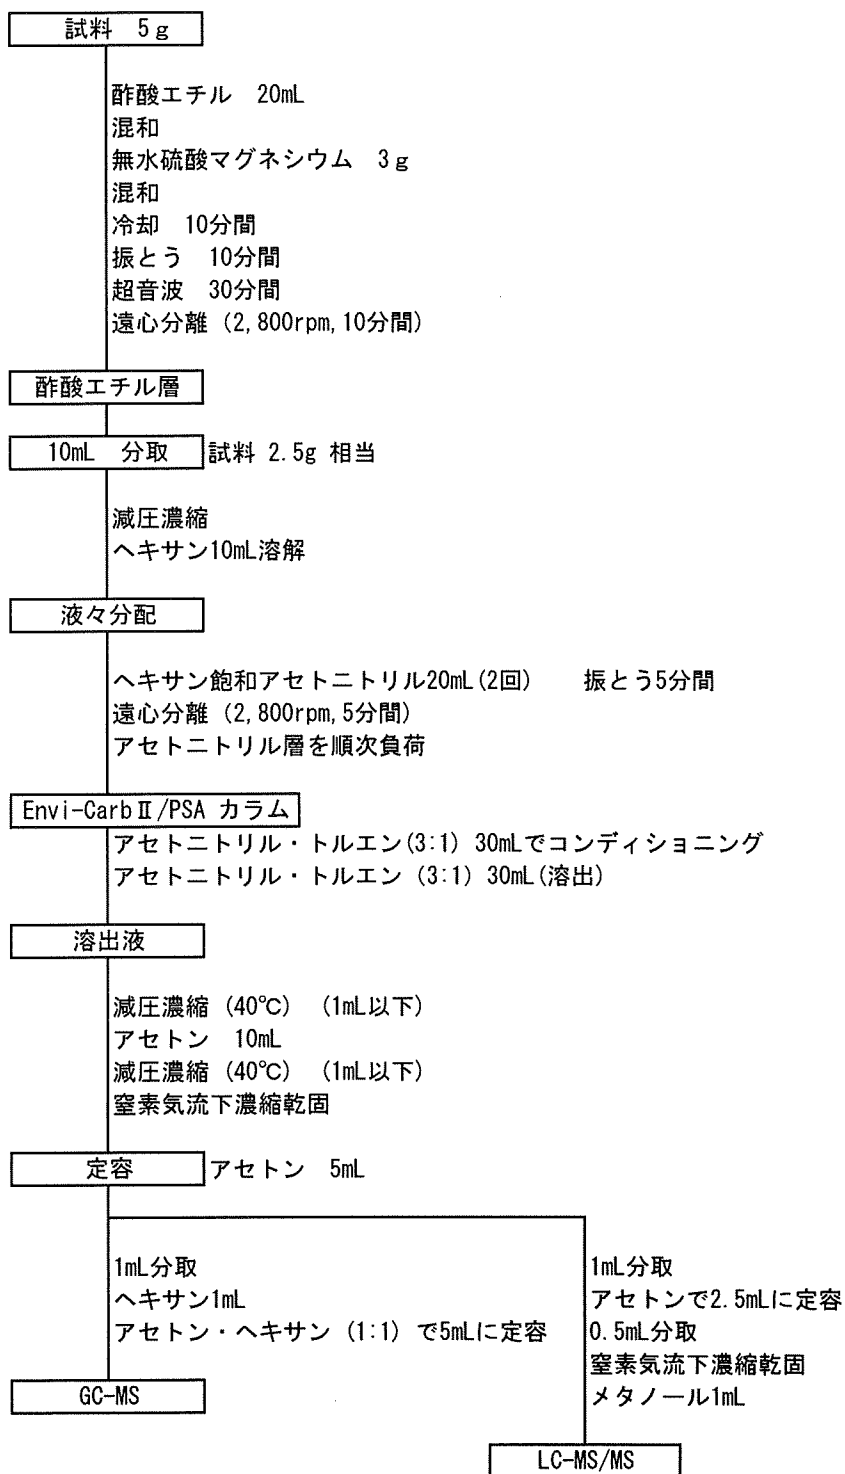 試料　5ｇ
酢酸エチル　20mL
混和
無水硫酸マグネシウム　3ｇ
混和
冷却　10分間
振とう　10分間
超音波　30分間
遠心分離 (2,800rpm,10分間)
酢酸エチル層
10mL　分取　試料 2.5g 相当
減圧濃縮
ヘキサン10mL溶解
液々分配
ヘキサン飽和アセトニトリル20mL(2回)　　振とう5分間
遠心分離 (2,800rpm,5分間)
アセトニトリル層を順次負荷
Envi-CarbⅡ/PSA カラム
アセトニトリル・トルエン(3:1) 30mLでコンディショニング
アセトニトリル・トルエン (3:1) 30mL(溶出)
溶出液
減圧濃縮 (40℃)　(1mL以下)
アセトン　10mL
減圧濃縮 (40℃)　(1mL以下)
窒素気流下濃縮乾固
定容　アセトン　5mL
1mL分取
ヘキサン1mL
アセトン・ヘキサン (1:1) で5mLに定容
GC-MS
1mL分取
アセトンで2.5mLに定容
0.5mL分取
窒素気流下濃縮乾固
メタノール1mL
LC-MS/MS